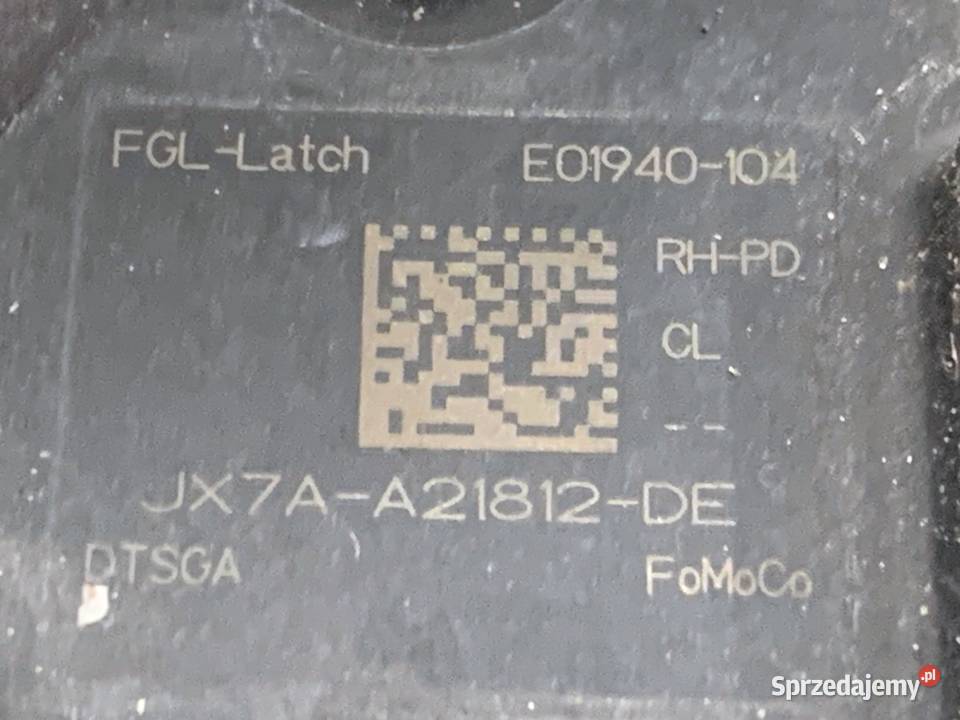 FGL-Latch E01940-104
RH-PD
CL
--
JX7A-A21812-DE
DTSGA FoMoCo
Sprzedajemy.pl